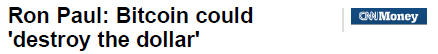 Ron Paul: Bitcoin could
'destroy the dollar'
CNNMoney